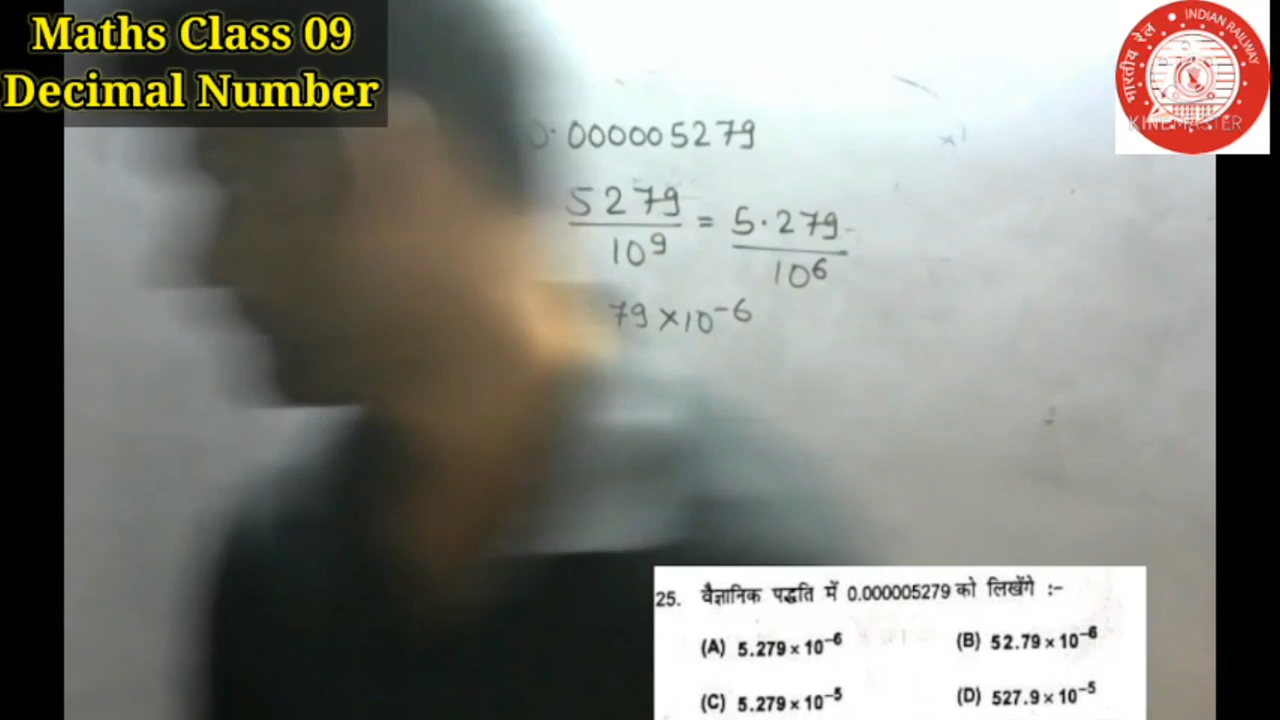 Maths Class 09
Decimal Number
भारतीय रेल
INDIAN RAILWAY
KINEMASTER
0.000005279
5279/10⁹ = 5.279/10⁶
79×10⁻⁶
25. वैज्ञानिक पद्धति में 0.000005279 को लिखेंगे :-
(A) 5.279 × 10⁻⁶ (B) 52.79 × 10⁻⁶
(C) 5.279 × 10⁻⁵ (D) 527.9 × 10⁻⁵